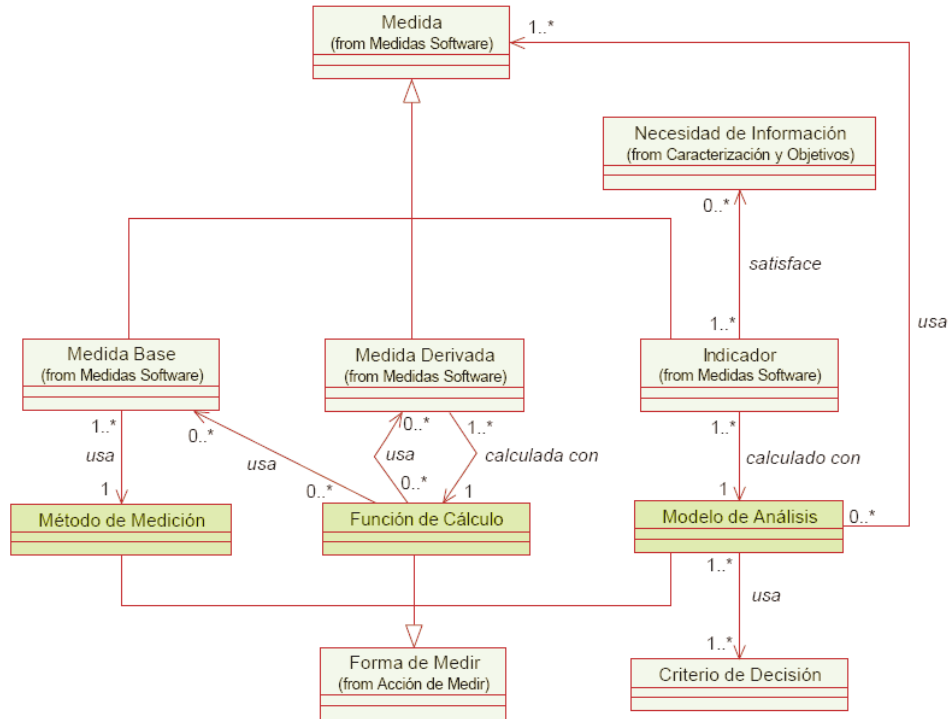 Medida
(from Medidas Software)
1..*
Necesidad de Información
(from Caracterización y Objetivos)
0..*
satisface
1..*
usa
Medida Base
(from Medidas Software)
Medida Derivada
(from Medidas Software)
Indicador
(from Medidas Software)
1..*
0..*
0..*
1..*
1..*
usa
usa
usa
calculada con
calculado con
1
0..*
0..*
1
1
Método de Medición
Función de Cálculo
Modelo de Análisis
0..*
1..*
usa
1..*
Forma de Medir
(from Acción de Medir)
Criterio de Decisión